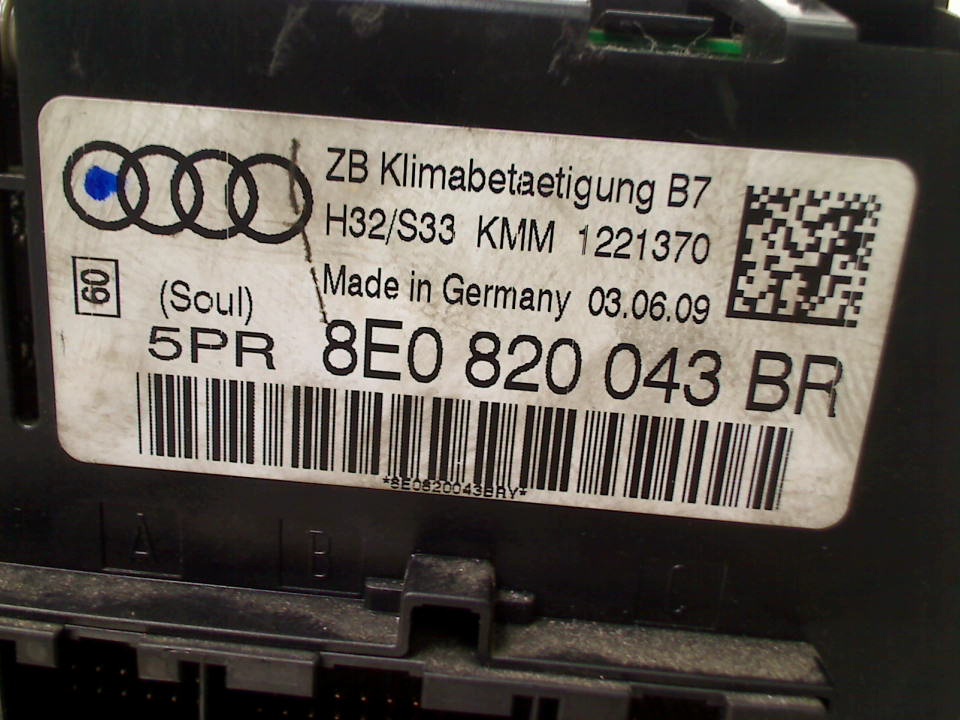 ZB Klimabetaetigung B7
H32/S33 KMM 1221370
Made in Germany 03.06.09
60
(Soul)
5PR 8E0 820 043 BR
*8E0820043BRY*
A B C